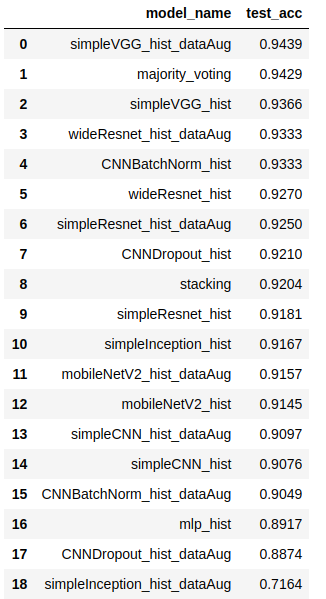 model_name test_acc
0 simpleVGG_hist_dataAug 0.9439
1 majority_voting 0.9429
2 simpleVGG_hist 0.9366
3 wideResnet_hist_dataAug 0.9333
4 CNNBatchNorm_hist 0.9333
5 wideResnet_hist 0.9270
6 simpleResnet_hist_dataAug 0.9250
7 CNNDropout_hist 0.9210
8 stacking 0.9204
9 simpleResnet_hist 0.9181
10 simpleInception_hist 0.9167
11 mobileNetV2_hist_dataAug 0.9157
12 mobileNetV2_hist 0.9145
13 simpleCNN_hist_dataAug 0.9097
14 simpleCNN_hist 0.9076
15 CNNBatchNorm_hist_dataAug 0.9049
16 mlp_hist 0.8917
17 CNNDropout_hist_dataAug 0.8874
18 simpleInception_hist_dataAug 0.7164